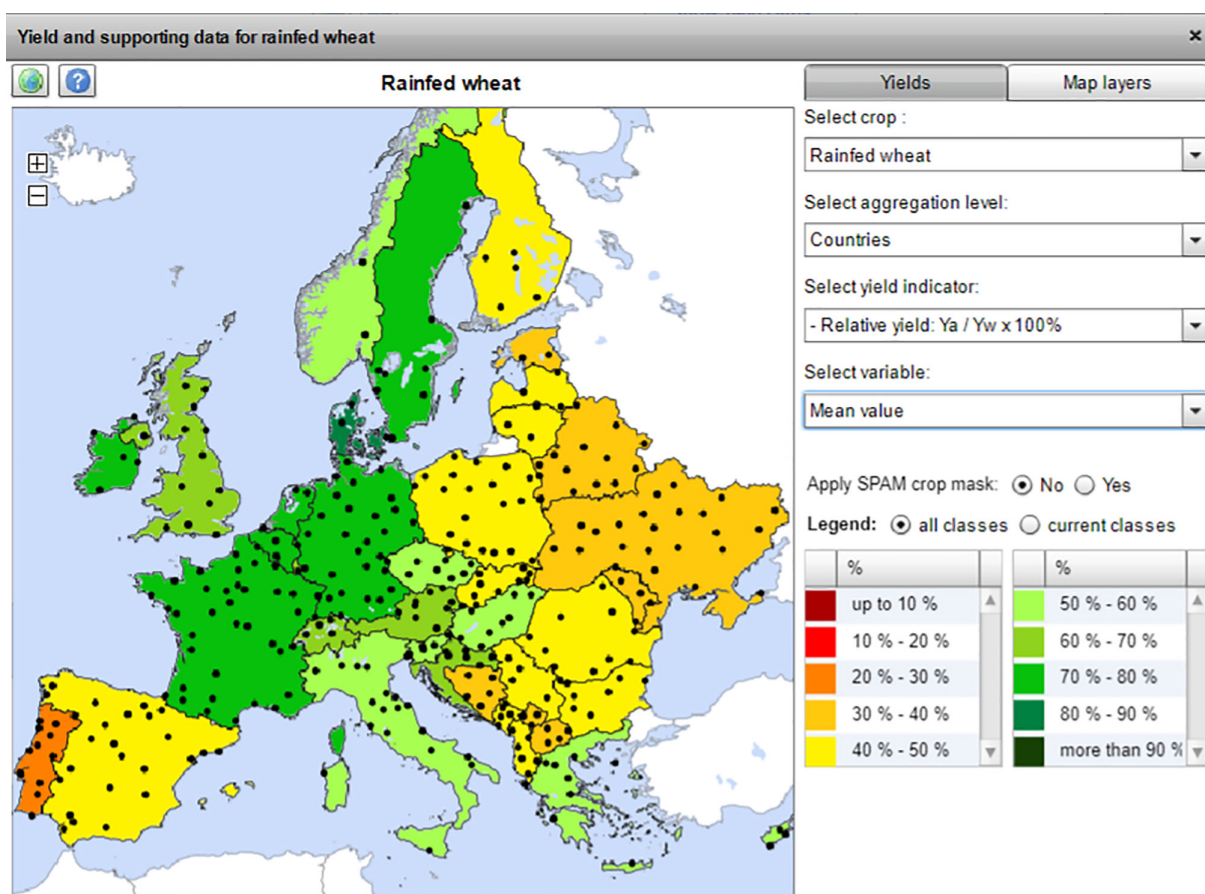 Yield and supporting data for rainfed wheat
×
?
Rainfed wheat
Yields
Map layers
Select crop :
Rainfed wheat
Select aggregation level:
Countries
Select yield indicator:
- Relative yield: Ya / Yw x 100%
Select variable:
Mean value
Apply SPAM crop mask: No Yes
Legend: all classes current classes
% %
up to 10 % 50 % - 60 %
10 % - 20 % 60 % - 70 %
20 % - 30 % 70 % - 80 %
30 % - 40 % 80 % - 90 %
40 % - 50 % more than 90 %